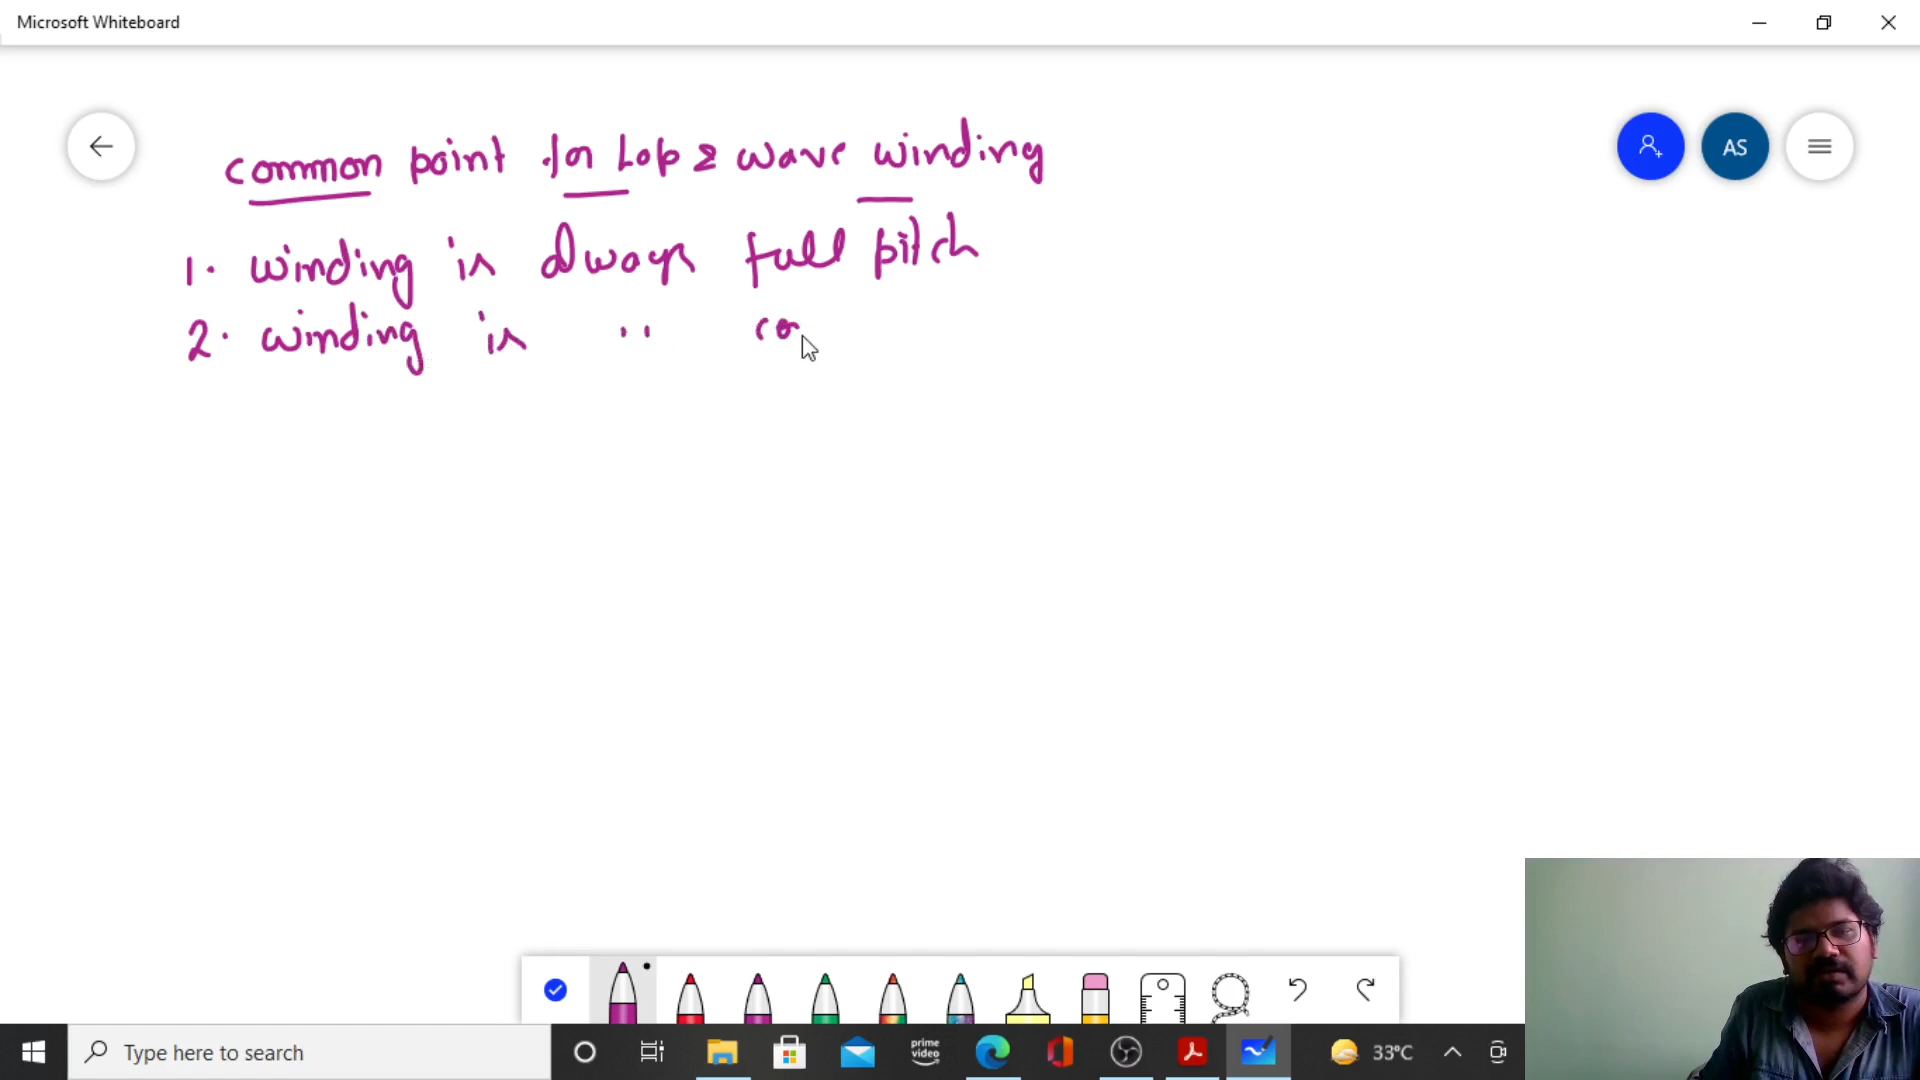 Microsoft Whiteboard
common point for Lap & wave winding
AS
1. winding is always full pitch
2. winding is " co
Type here to search
prime video
33°C